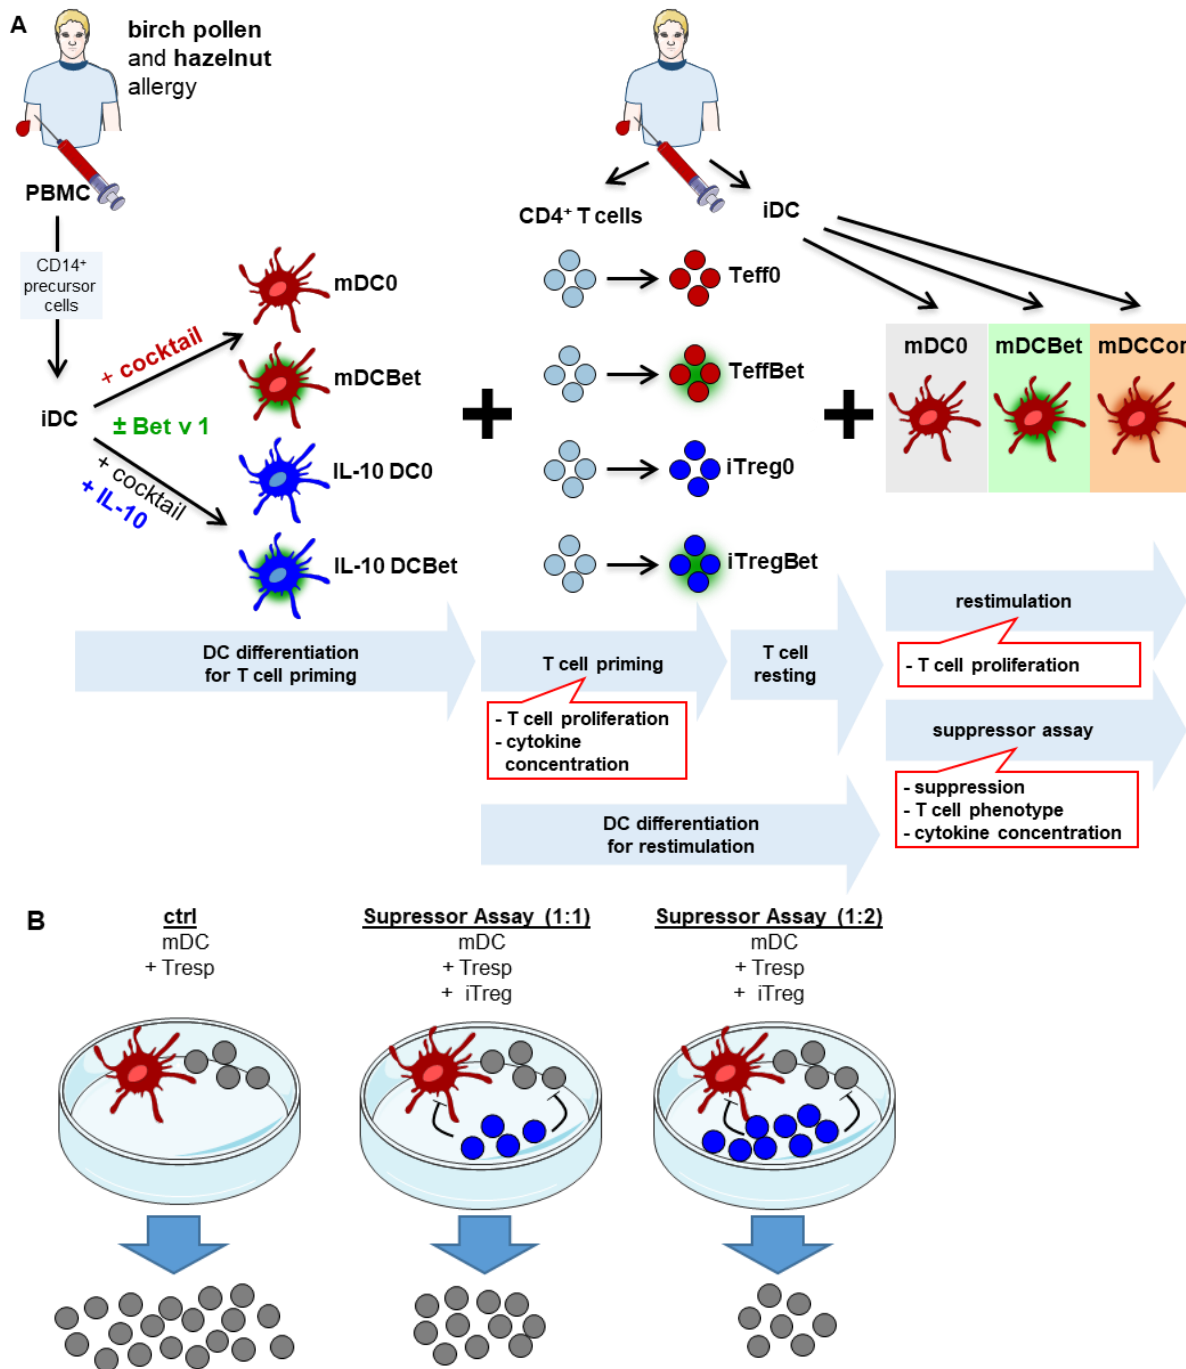 A
birch pollen
and hazelnut
allergy
PBMC
CD14⁺
precursor
cells
iDC
+ cocktail
± Bet v 1
+ cocktail
+ IL-10
mDC0
mDCBet
IL-10 DC0
IL-10 DCBet
CD4⁺ T cells
iDC
Teff0
TeffBet
iTreg0
iTregBet
mDC0
mDCBet
mDCCor
DC differentiation
for T cell priming
T cell priming
- T cell proliferation
- cytokine
concentration
T cell
resting
restimulation
- T cell proliferation
suppressor assay
- suppression
- T cell phenotype
- cytokine concentration
DC differentiation
for restimulation
B
ctrl
mDC
+ Tresp
Supressor Assay (1:1)
mDC
+ Tresp
+ iTreg
Supressor Assay (1:2)
mDC
+ Tresp
+ iTreg